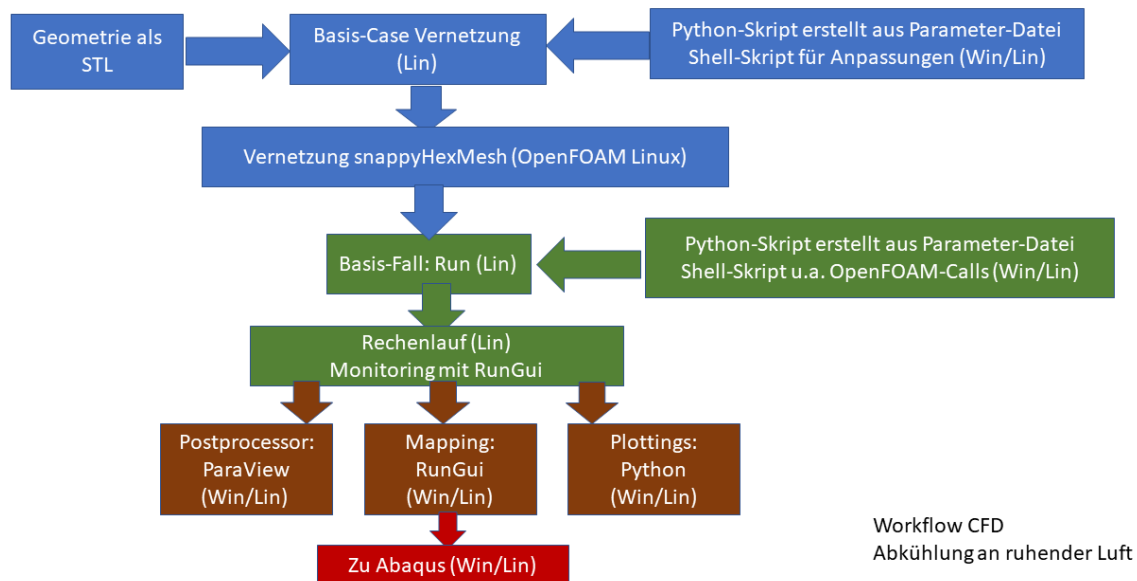 Geometrie als
STL
Basis-Case Vernetzung
(Lin)
Python-Skript erstellt aus Parameter-Datei
Shell-Skript für Anpassungen (Win/Lin)
Vernetzung snappyHexMesh (OpenFOAM Linux)
Basis-Fall: Run (Lin)
Python-Skript erstellt aus Parameter-Datei
Shell-Skript u.a. OpenFOAM-Calls (Win/Lin)
Rechenlauf (Lin)
Monitoring mit RunGui
Postprocessor:
ParaView
(Win/Lin)
Mapping:
RunGui
(Win/Lin)
Plottings:
Python
(Win/Lin)
Zu Abaqus (Win/Lin)
Workflow CFD
Abkühlung an ruhender Luft